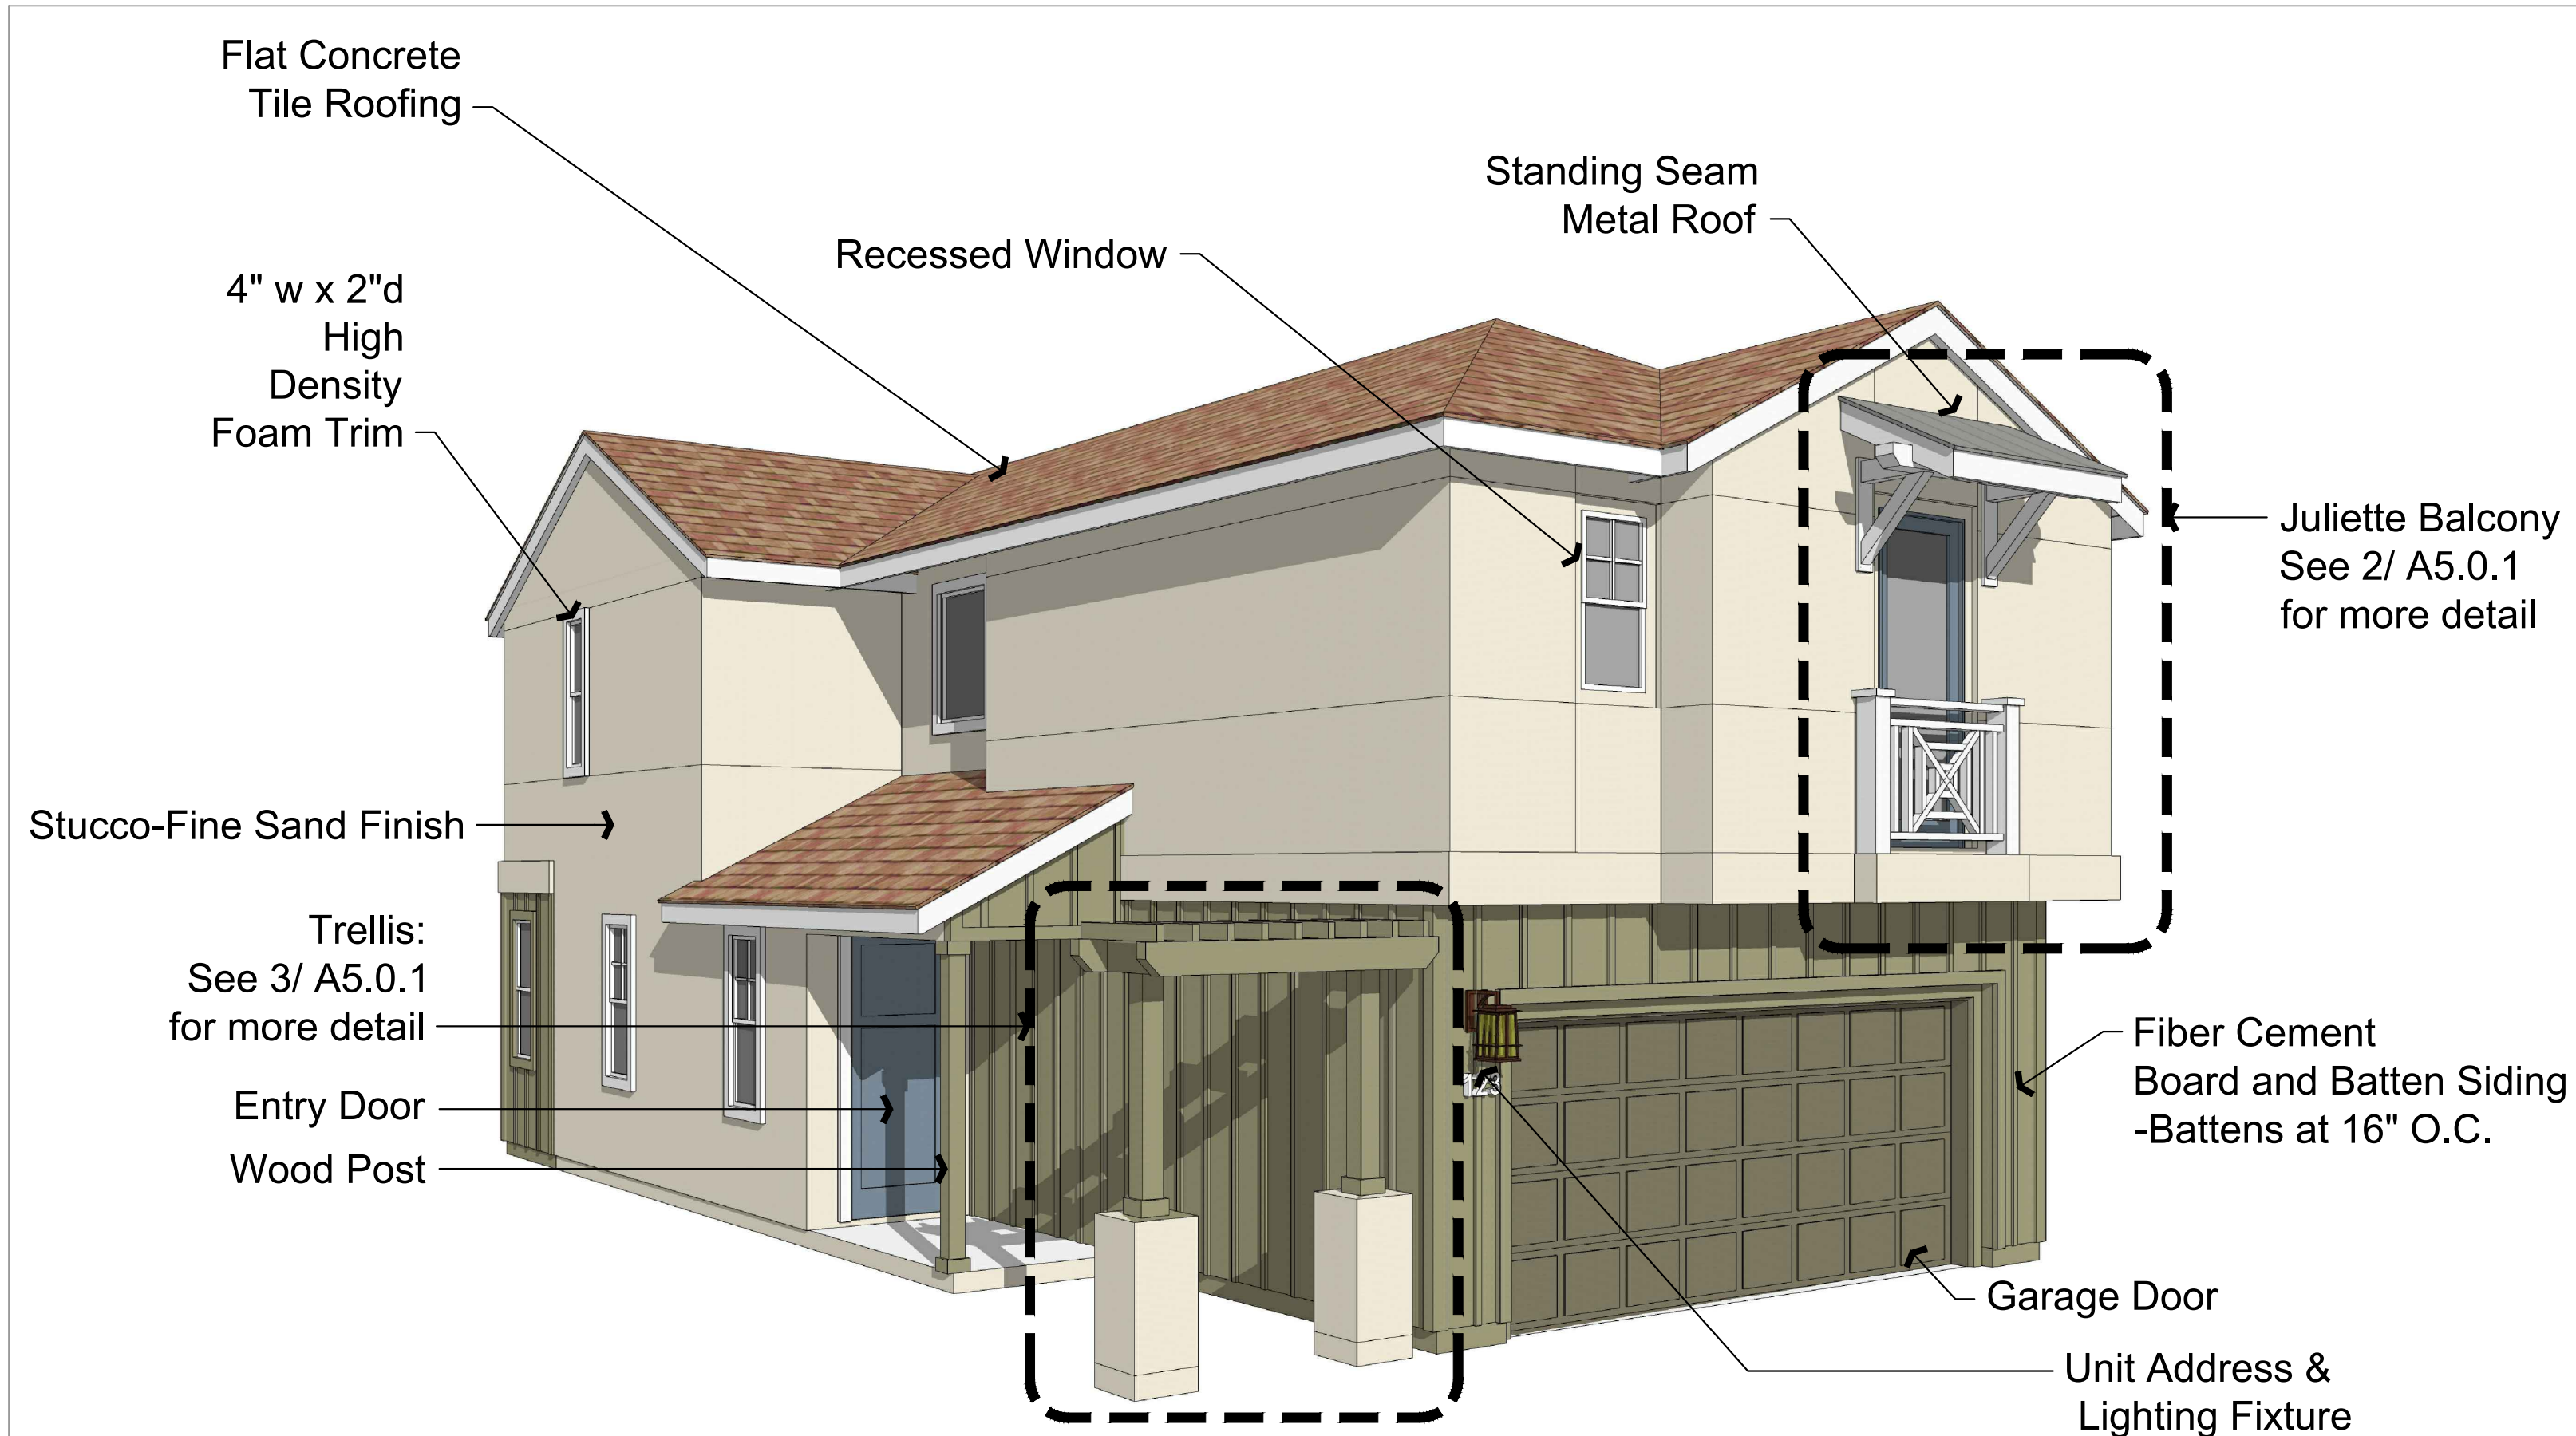 Flat Concrete
Tile Roofing
Standing Seam
Metal Roof
Recessed Window
4" w x 2"d
High
Density
Foam Trim
Juliette Balcony
See 2/ A5.0.1
for more detail
Stucco-Fine Sand Finish
Trellis:
See 3/ A5.0.1
for more detail
Entry Door
Wood Post
123
Fiber Cement
Board and Batten Siding
-Battens at 16" O.C.
Garage Door
Unit Address &
Lighting Fixture